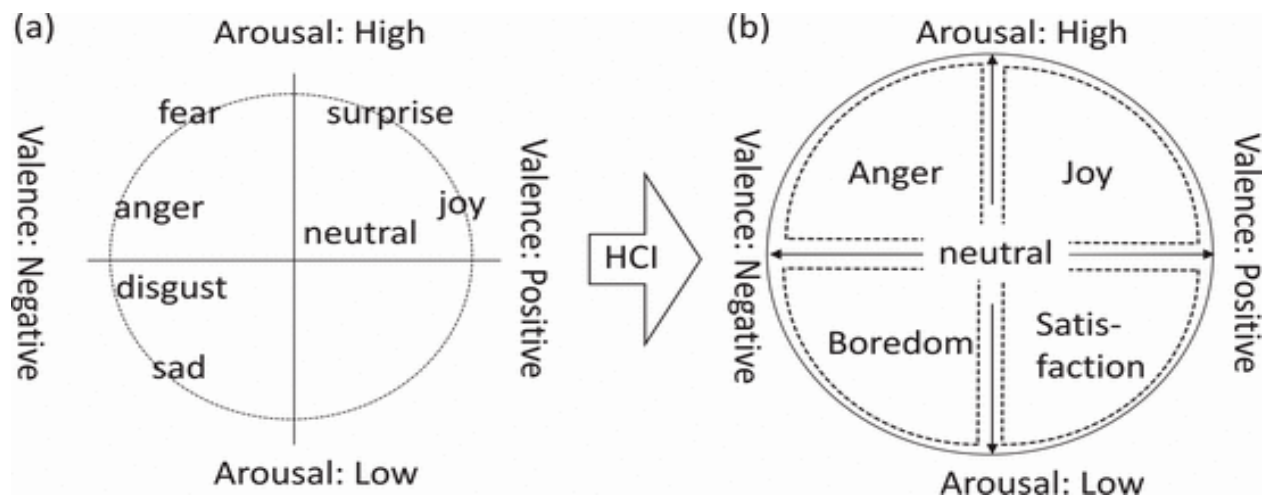 (a)
Arousal: High
fear
surprise
Valence: Negative
anger
joy
neutral
disgust
sad
Valence: Positive
Arousal: Low
HCI
(b)
Arousal: High
Valence: Negative
Anger
Joy
neutral
Boredom
Satis-
faction
Valence: Positive
Arousal: Low